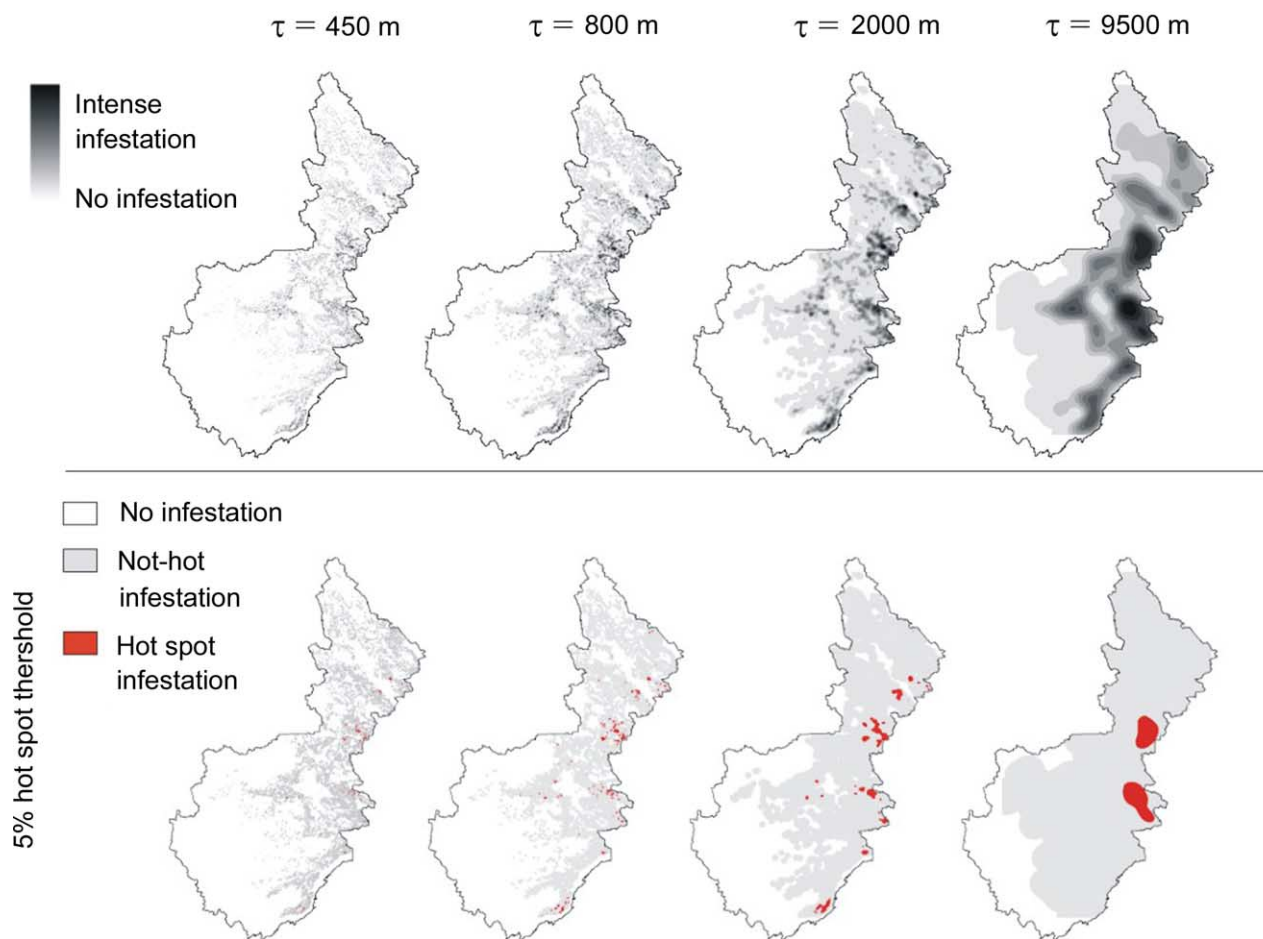 τ = 450 m
τ = 800 m
τ = 2000 m
τ = 9500 m
Intense
infestation
No infestation
No infestation
Not-hot
infestation
Hot spot
infestation
5% hot spot thershold